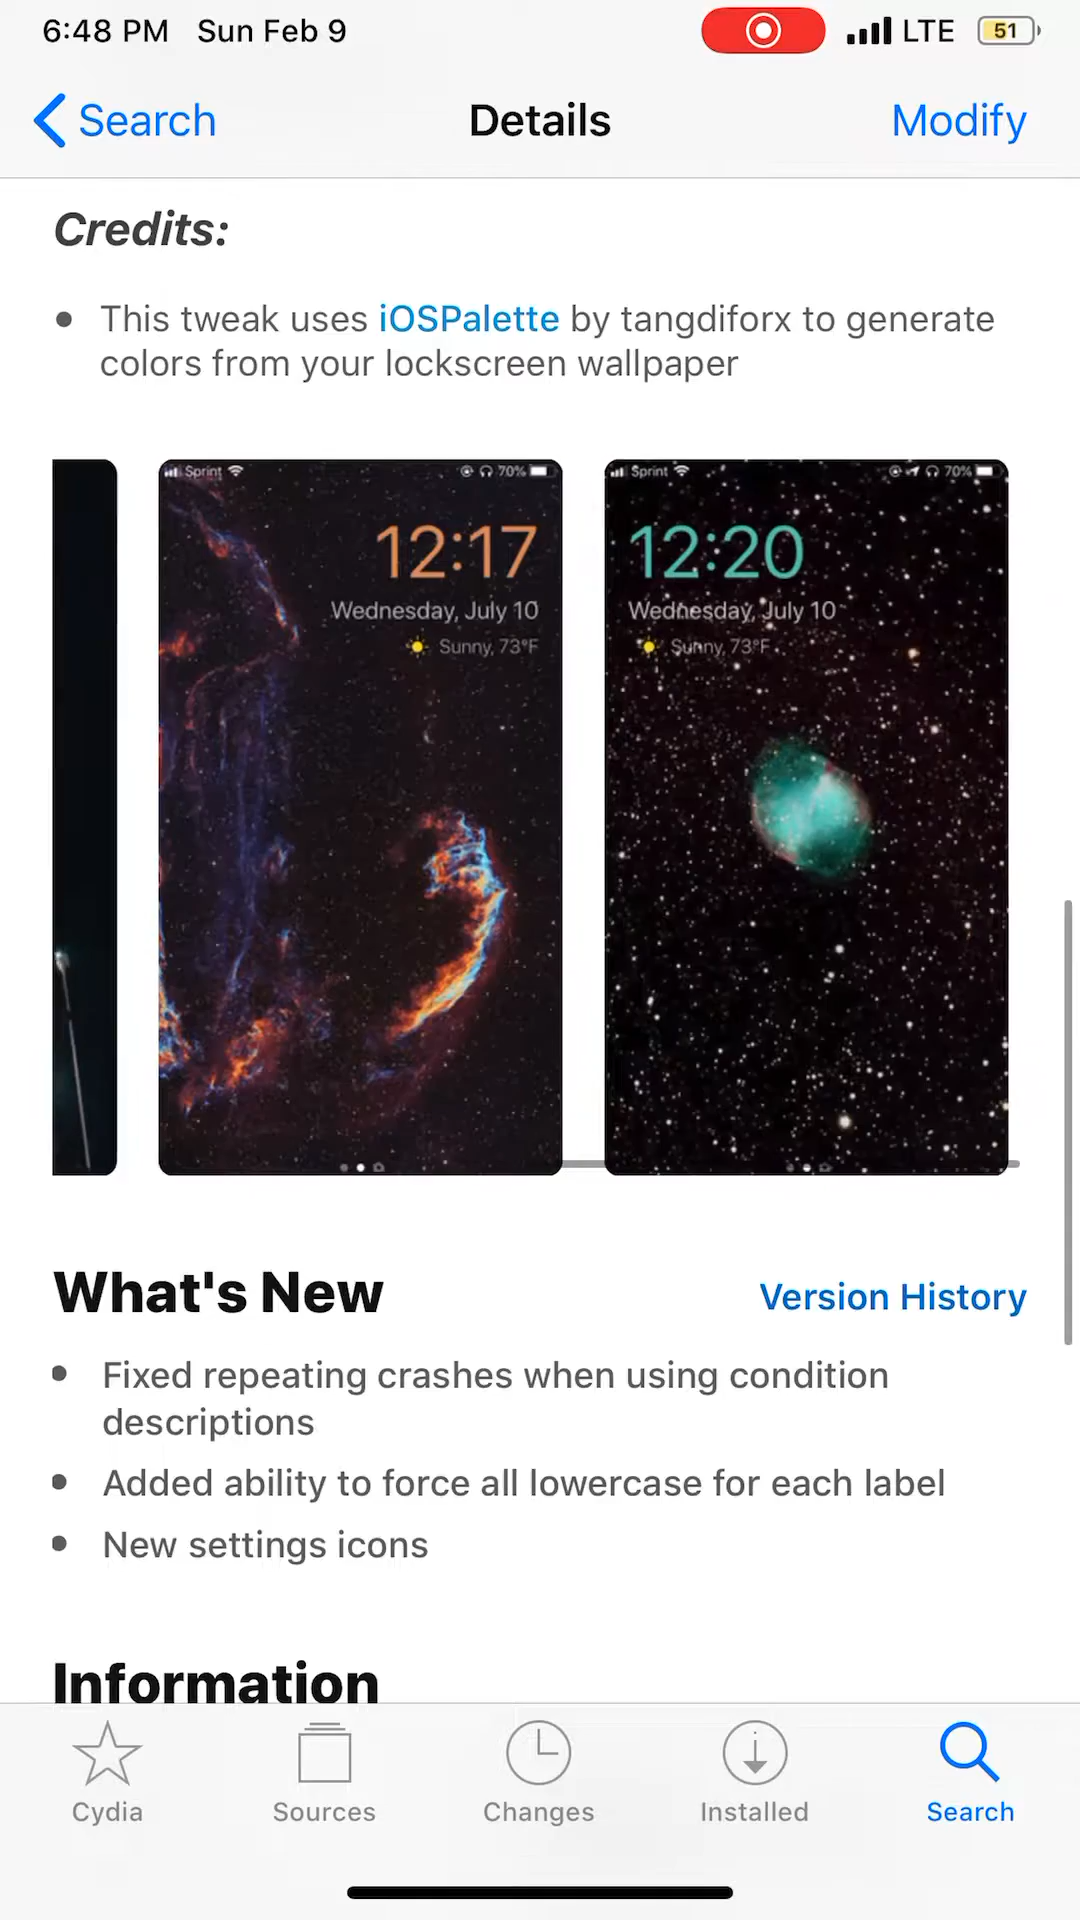 6:48 PM Sun Feb 9 LTE 51
Search Details Modify
Credits:
• This tweak uses iOSPalette by tangdiforx to generate
colors from your lockscreen wallpaper
Sprint 70%
12:17
Wednesday, July 10
Sunny, 73°F
Sprint 70%
12:20
Wednesday, July 10
Sunny, 73°F
What's New Version History
• Fixed repeating crashes when using condition
descriptions
• Added ability to force all lowercase for each label
• New settings icons
Information
Cydia Sources Changes Installed Search